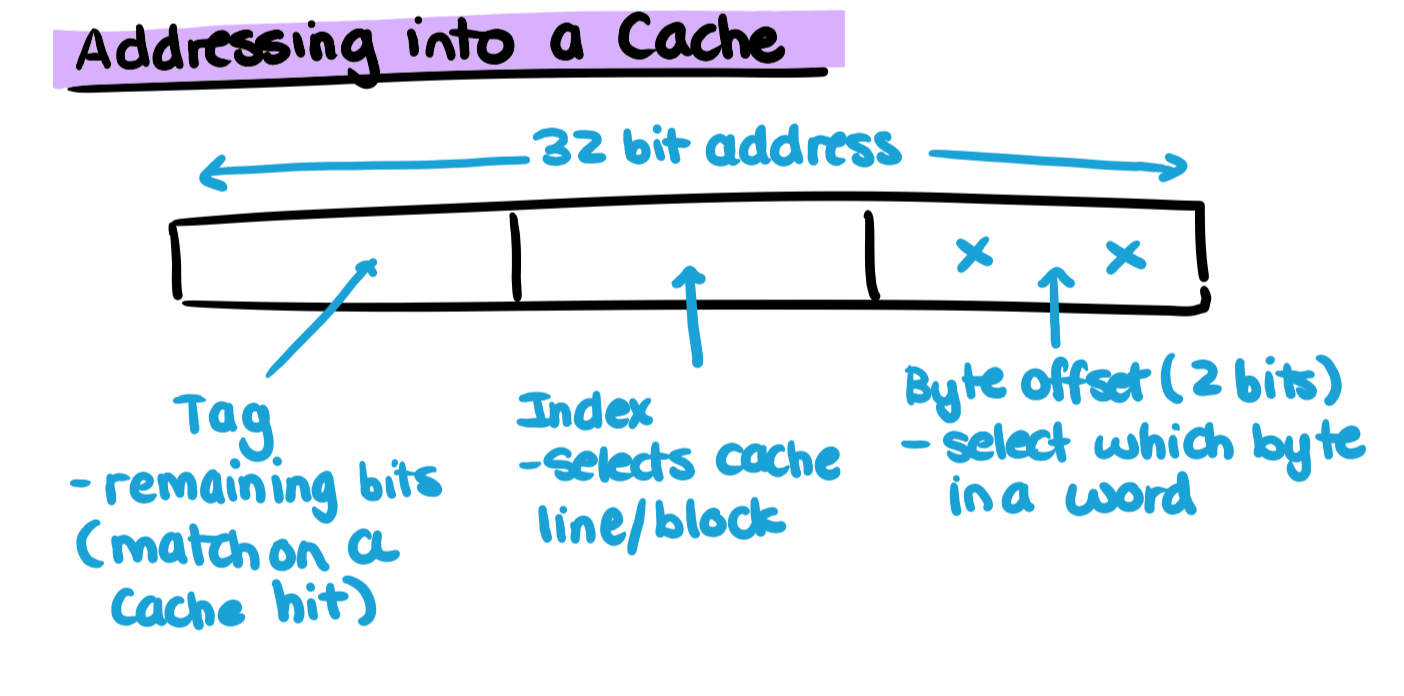 Addressing into a Cache
32 bit address
x x
Tag
- remaining bits
(match on a
cache hit)
Index
- selects cache
line/block
Byte offset (2 bits)
- select which byte
in a word